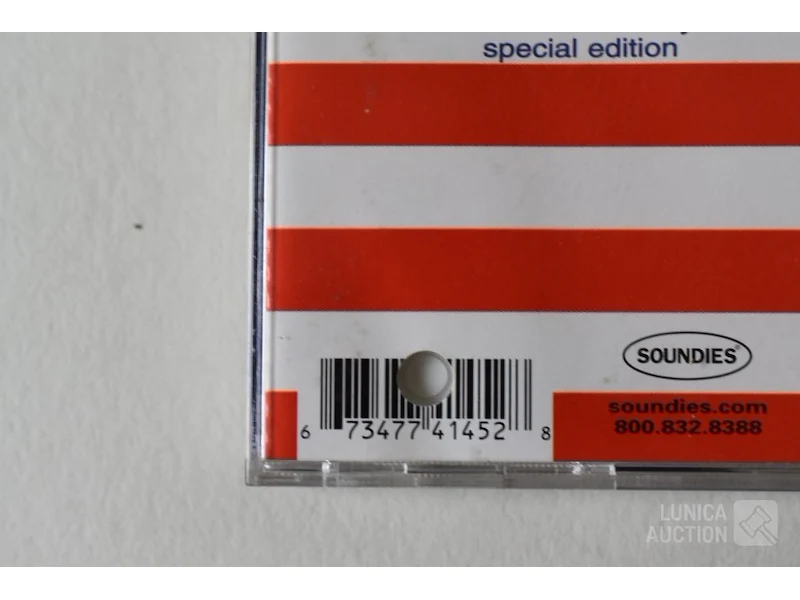 special edition
SOUNDIES®
soundies.com
800.832.8388
6 73477 41452 8
LUNICA
AUCTION